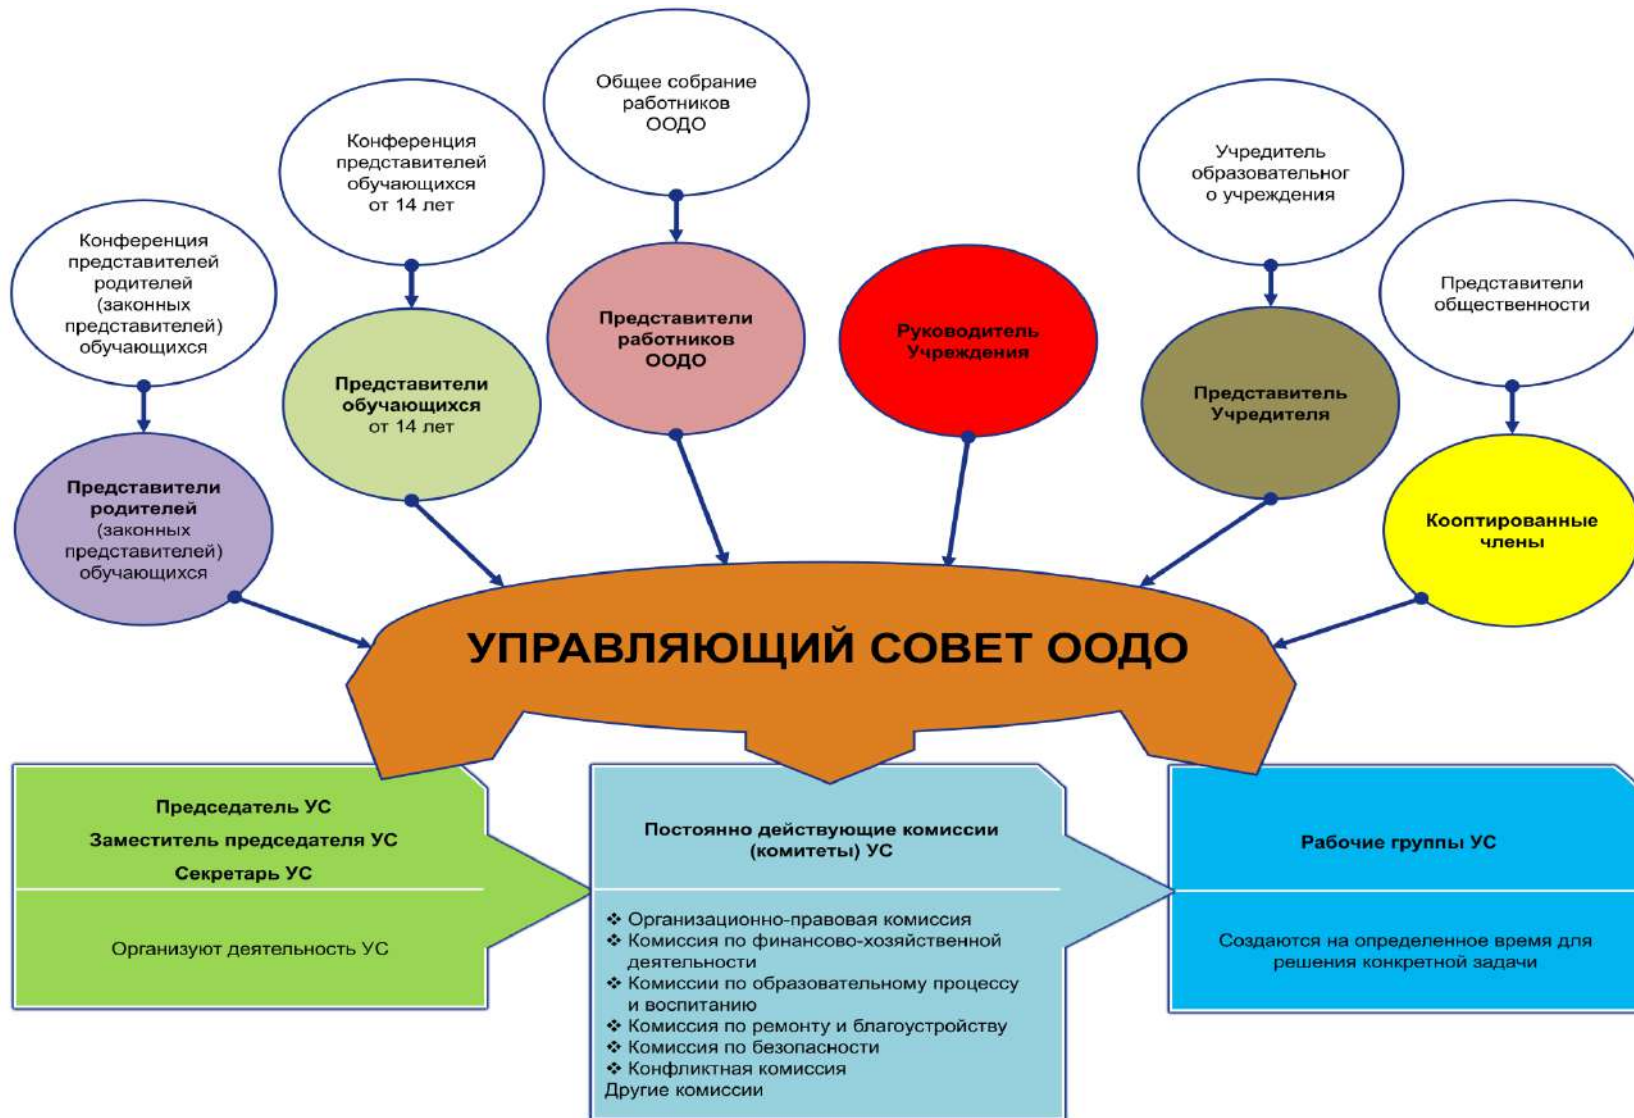 Общее собрание
работников
ООДО
Конференция
представителей
обучающихся
от 14 лет
Учредитель
образовательног
о учреждения
Конференция
представителей
родителей
(законных
представителей)
обучающихся
Представители
общественности
Представители
работников
ООДО
Руководитель
Учреждения
Представители
обучающихся
от 14 лет
Представитель
Учредителя
Представители
родителей
(законных
представителей)
обучающихся
Кооптированные
члены
УПРАВЛЯЮЩИЙ СОВЕТ ООДО
Председатель УС
Заместитель председателя УС
Секретарь УС
Организуют деятельность УС
Постоянно действующие комиссии
(комитеты) УС
❖ Организационно-правовая комиссия
❖ Комиссия по финансово-хозяйственной
деятельности
❖ Комиссии по образовательному процессу
и воспитанию
❖ Комиссия по ремонту и благоустройству
❖ Комиссия по безопасности
❖ Конфликтная комиссия
Другие комиссии
Рабочие группы УС
Создаются на определенное время для
решения конкретной задачи